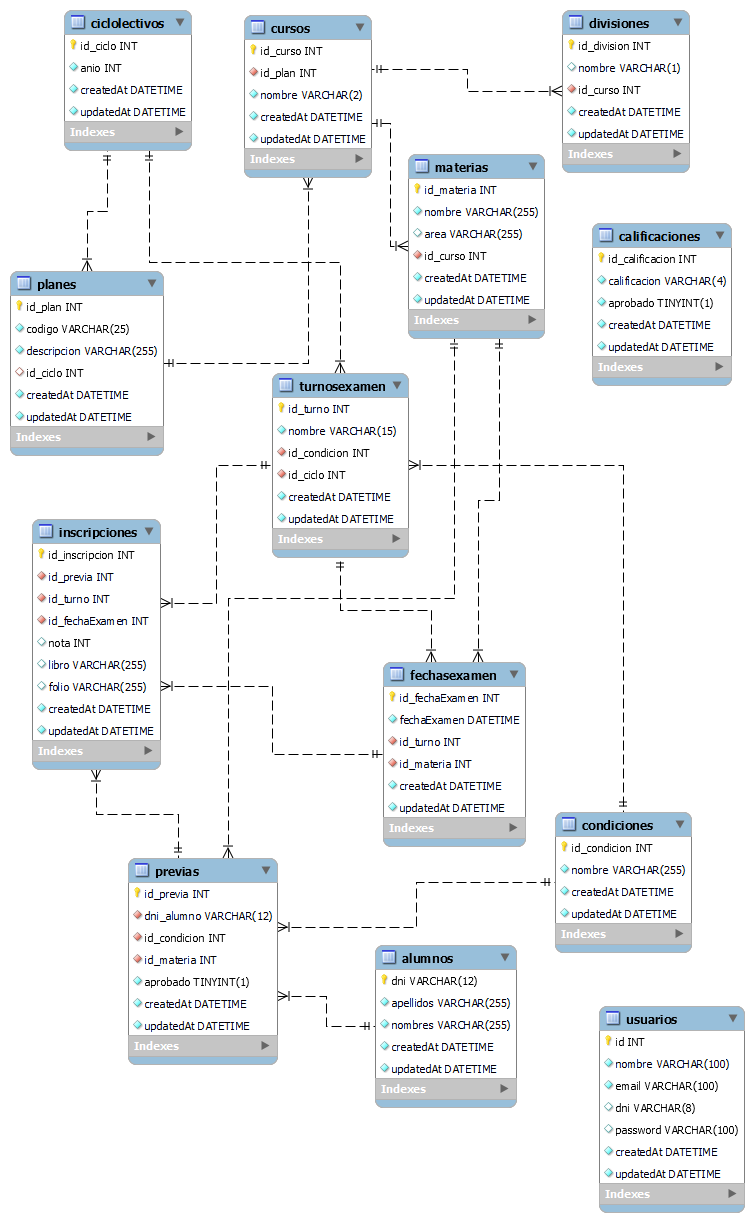 ciclolectivos
id_ciclo INT
anio INT
createdAt DATETIME
updatedAt DATETIME
Indexes
cursos
id_curso INT
id_plan INT
nombre VARCHAR(2)
createdAt DATETIME
updatedAt DATETIME
Indexes
divisiones
id_division INT
nombre VARCHAR(1)
id_curso INT
createdAt DATETIME
updatedAt DATETIME
Indexes
materias
id_materia INT
nombre VARCHAR(255)
area VARCHAR(255)
id_curso INT
createdAt DATETIME
updatedAt DATETIME
Indexes
calificaciones
id_calificacion INT
calificacion VARCHAR(4)
aprobado TINYINT(1)
createdAt DATETIME
updatedAt DATETIME
Indexes
planes
id_plan INT
codigo VARCHAR(25)
descripcion VARCHAR(255)
id_ciclo INT
createdAt DATETIME
updatedAt DATETIME
Indexes
turnosexamen
id_turno INT
nombre VARCHAR(15)
id_condicion INT
id_ciclo INT
createdAt DATETIME
updatedAt DATETIME
Indexes
inscripciones
id_inscripcion INT
id_previa INT
id_turno INT
id_fechaExamen INT
nota INT
libro VARCHAR(255)
folio VARCHAR(255)
createdAt DATETIME
updatedAt DATETIME
Indexes
fechasexamen
id_fechaExamen INT
fechaExamen DATETIME
id_turno INT
id_materia INT
createdAt DATETIME
updatedAt DATETIME
Indexes
condiciones
id_condicion INT
nombre VARCHAR(255)
createdAt DATETIME
updatedAt DATETIME
Indexes
previas
id_previa INT
dni_alumno VARCHAR(12)
id_condicion INT
id_materia INT
aprobado TINYINT(1)
createdAt DATETIME
updatedAt DATETIME
Indexes
alumnos
dni VARCHAR(12)
apellidos VARCHAR(255)
nombres VARCHAR(255)
createdAt DATETIME
updatedAt DATETIME
Indexes
usuarios
id INT
nombre VARCHAR(100)
email VARCHAR(100)
dni VARCHAR(8)
password VARCHAR(100)
createdAt DATETIME
updatedAt DATETIME
Indexes